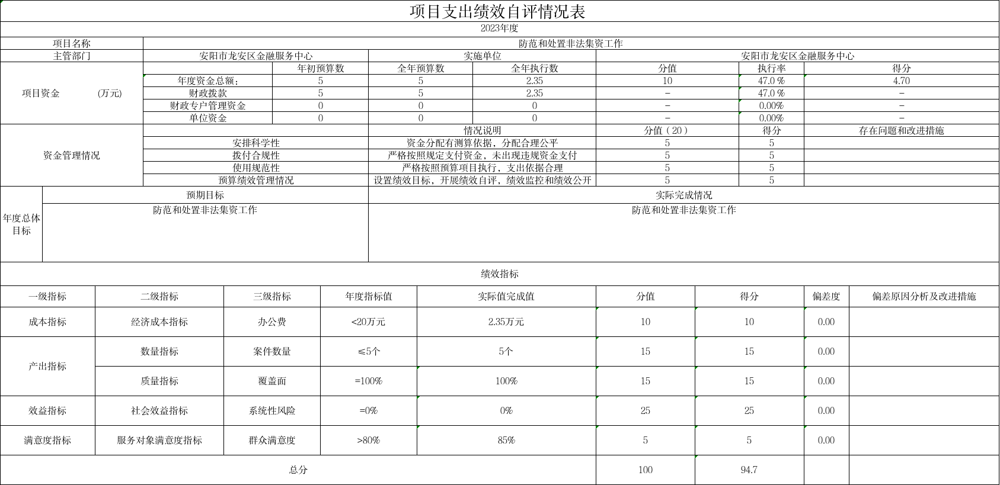 项目支出绩效自评情况表
2023年度
项目名称 防范和处置非法集资工作
主管部门 安阳市龙安区金融服务中心 实施单位 安阳市龙安区金融服务中心
项目资金 (万元) 年初预算数 全年预算数 全年执行数 分值 执行率 得分
年度资金总额: 5 5 2.35 10 47.0 % 4.70
财政拨款 5 5 2.35 - 47.0 % -
财政专户管理资金 0 0 0 - 0.00% -
单位资金 0 0 0 - 0.00% -
资金管理情况 情况说明 分值（20） 得分 存在问题和改进措施
安排科学性 资金分配有测算依据，分配合理公平 5 5
拨付合规性 严格按照规定支付资金，未出现违规资金支付 5 5
使用规范性 严格按照预算项目执行，支出依据合理 5 5
预算绩效管理情况 设置绩效目标，开展绩效自评，绩效监控和绩效公开 5 5
年度总体
目标
预期目标 实际完成情况
防范和处置非法集资工作 防范和处置非法集资工作
绩效指标
一级指标 二级指标 三级指标 年度指标值 实际值完成值 分值 得分 偏差度 偏差原因分析及改进措施
成本指标 经济成本指标 办公费 <20万元 2.35万元 10 10 0.00
产出指标 数量指标 案件数量 ≤5个 5个 15 15 0.00
质量指标 覆盖面 =100% 100% 15 15 0.00
效益指标 社会效益指标 系统性风险 =0% 0% 25 25 0.00
满意度指标 服务对象满意度指标 群众满意度 >80% 85% 5 5 0.00
总分 100 94.7